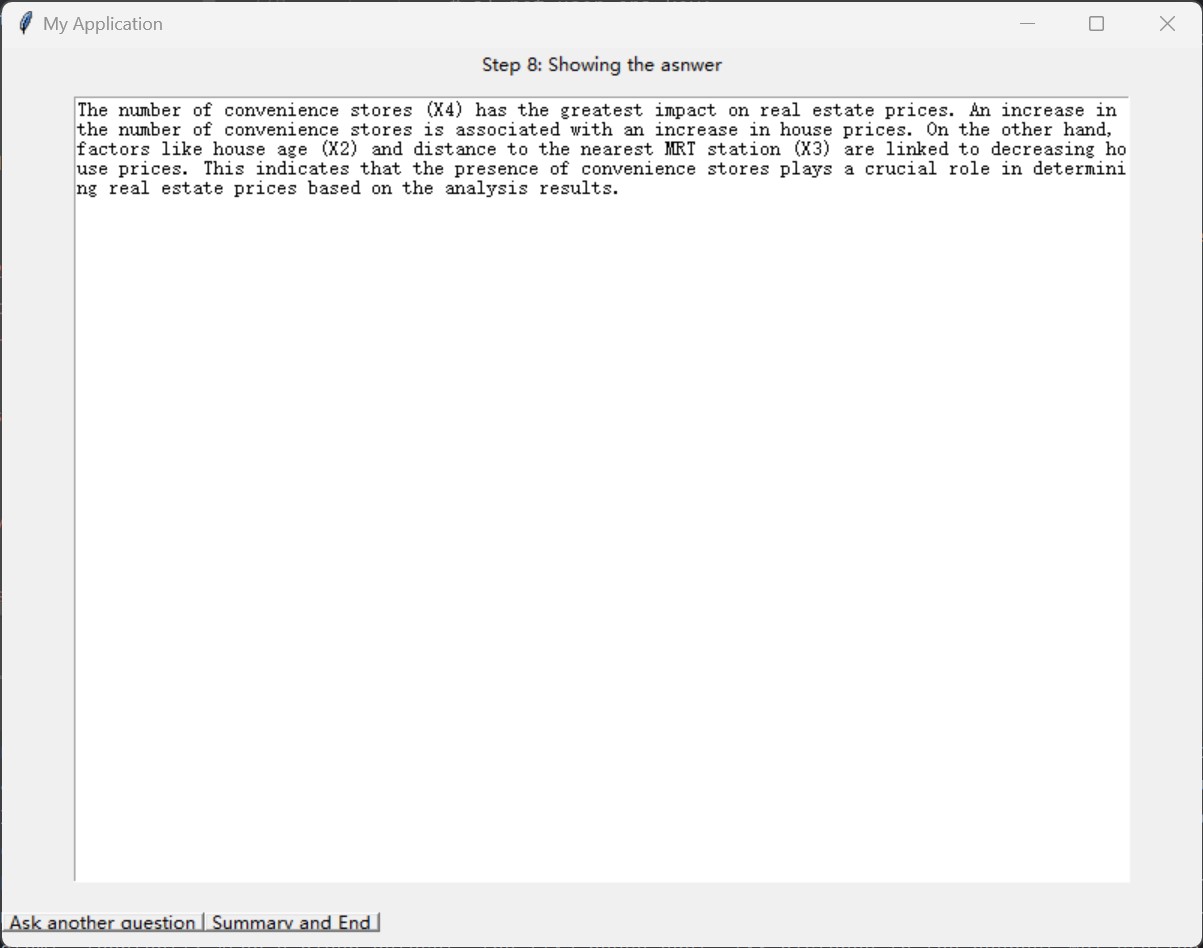 My Application
Step 8: Showing the asnwer
The number of convenience stores (X4) has the greatest impact on real estate prices. An increase in
the number of convenience stores is associated with an increase in house prices. On the other hand,
factors like house age (X2) and distance to the nearest MRT station (X3) are linked to decreasing ho
use prices. This indicates that the presence of convenience stores plays a crucial role in determini
ng real estate prices based on the analysis results.
Ask another question Summary and End